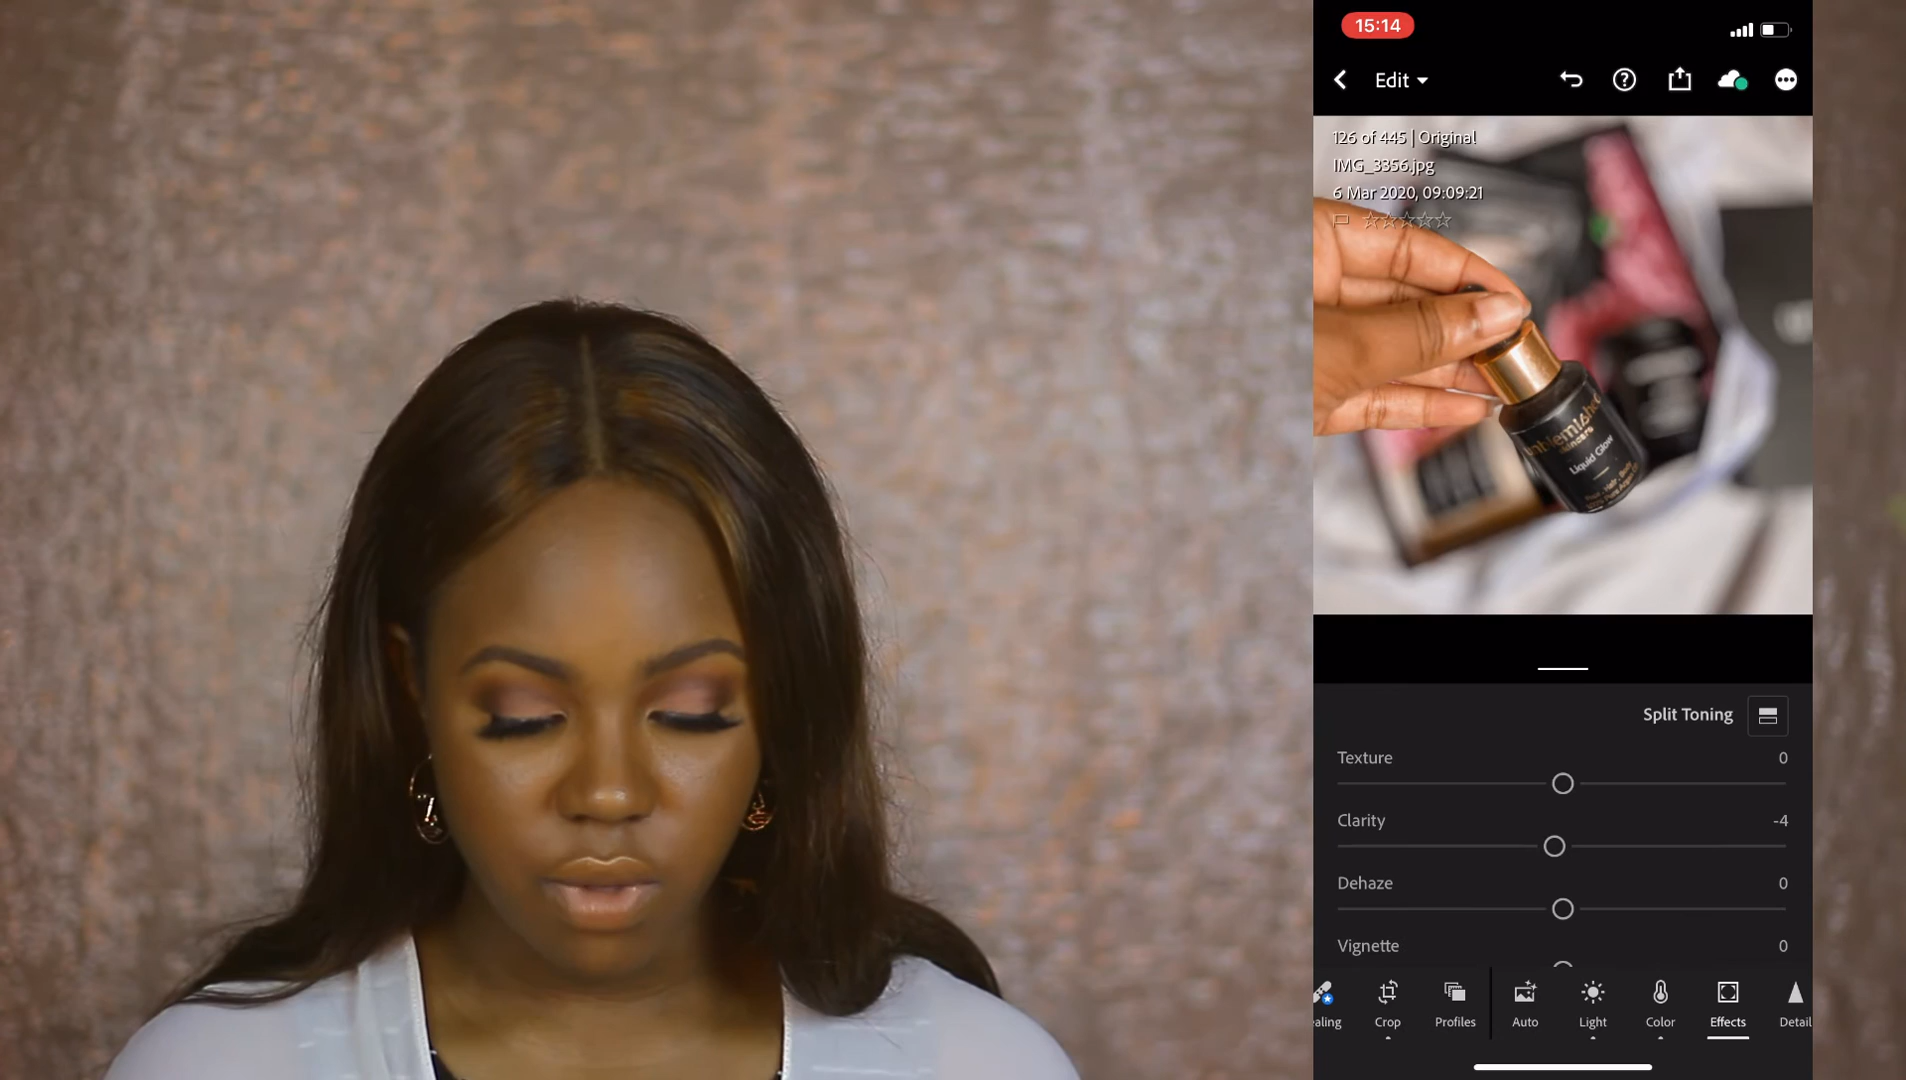 15:14
Edit
126 of 445 | Original
IMG_3356.jpg
6 Mar 2020, 09:09:21
Liquid Glow
Split Toning
Texture 0
Clarity -4
Dehaze 0
Vignette 0
aling Crop Profiles Auto Light Color Effects Detail